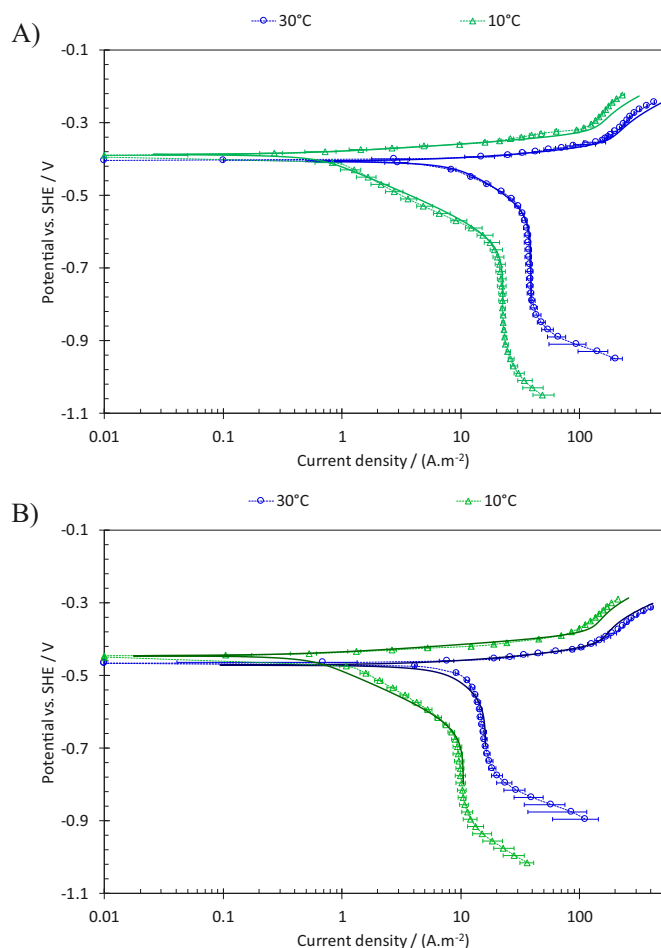 A)
30°C 10°C
-0.1
-0.3
-0.5
-0.7
-0.9
-1.1
Potential vs. SHE / V
0.01 0.1 1 10 100
Current density / (A.m-2)
B)
30°C 10°C
-0.1
-0.3
-0.5
-0.7
-0.9
-1.1
Potential vs. SHE / V
0.01 0.1 1 10 100
Current density / (A.m-2)